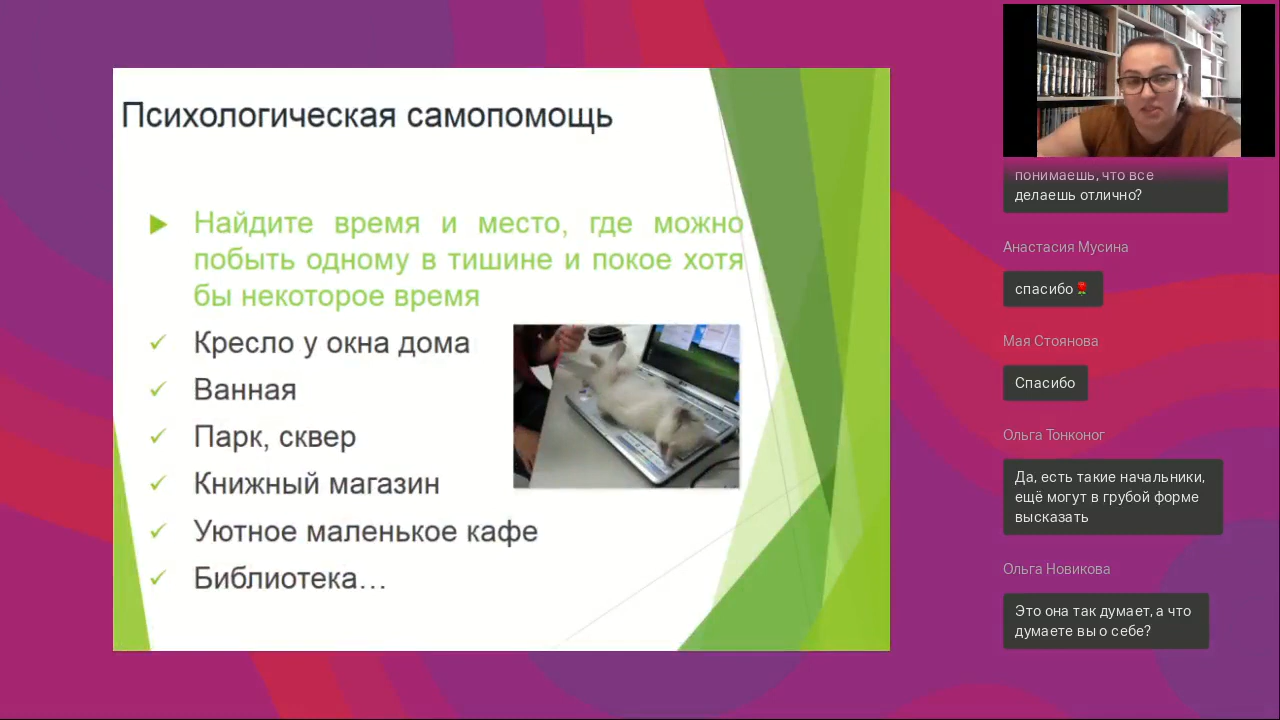 Психологическая самопомощь
Найдите время и место, где можно
побыть одному в тишине и покое хотя
бы некоторое время
Кресло у окна дома
Ванная
Парк, сквер
Книжный магазин
Уютное маленькое кафе
Библиотека…
понимаешь, что все
делаешь отлично?
Анастасия Мусина
спасибо🌹
Мая Стоянова
Спасибо
Ольга Тонконог
Да, есть такие начальники,
ещё могут в грубой форме
высказать
Ольга Новикова
Это она так думает, а что
думаете вы о себе?